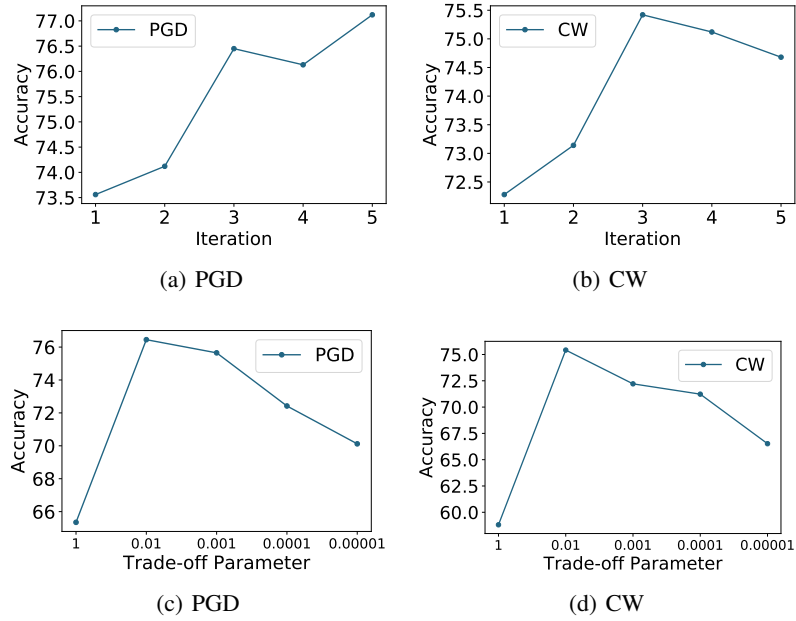 PGD
77.0
76.5
76.0
75.5
75.0
74.5
74.0
73.5
Accuracy
1 2 3 4 5
Iteration
(a) PGD
CW
75.5
75.0
74.5
74.0
73.5
73.0
72.5
Accuracy
1 2 3 4 5
Iteration
(b) CW
PGD
76
74
72
70
68
66
Accuracy
1 0.01 0.001 0.0001 0.00001
Trade-off Parameter
(c) PGD
CW
75.0
72.5
70.0
67.5
65.0
62.5
60.0
Accuracy
1 0.01 0.001 0.0001 0.00001
Trade-off Parameter
(d) CW